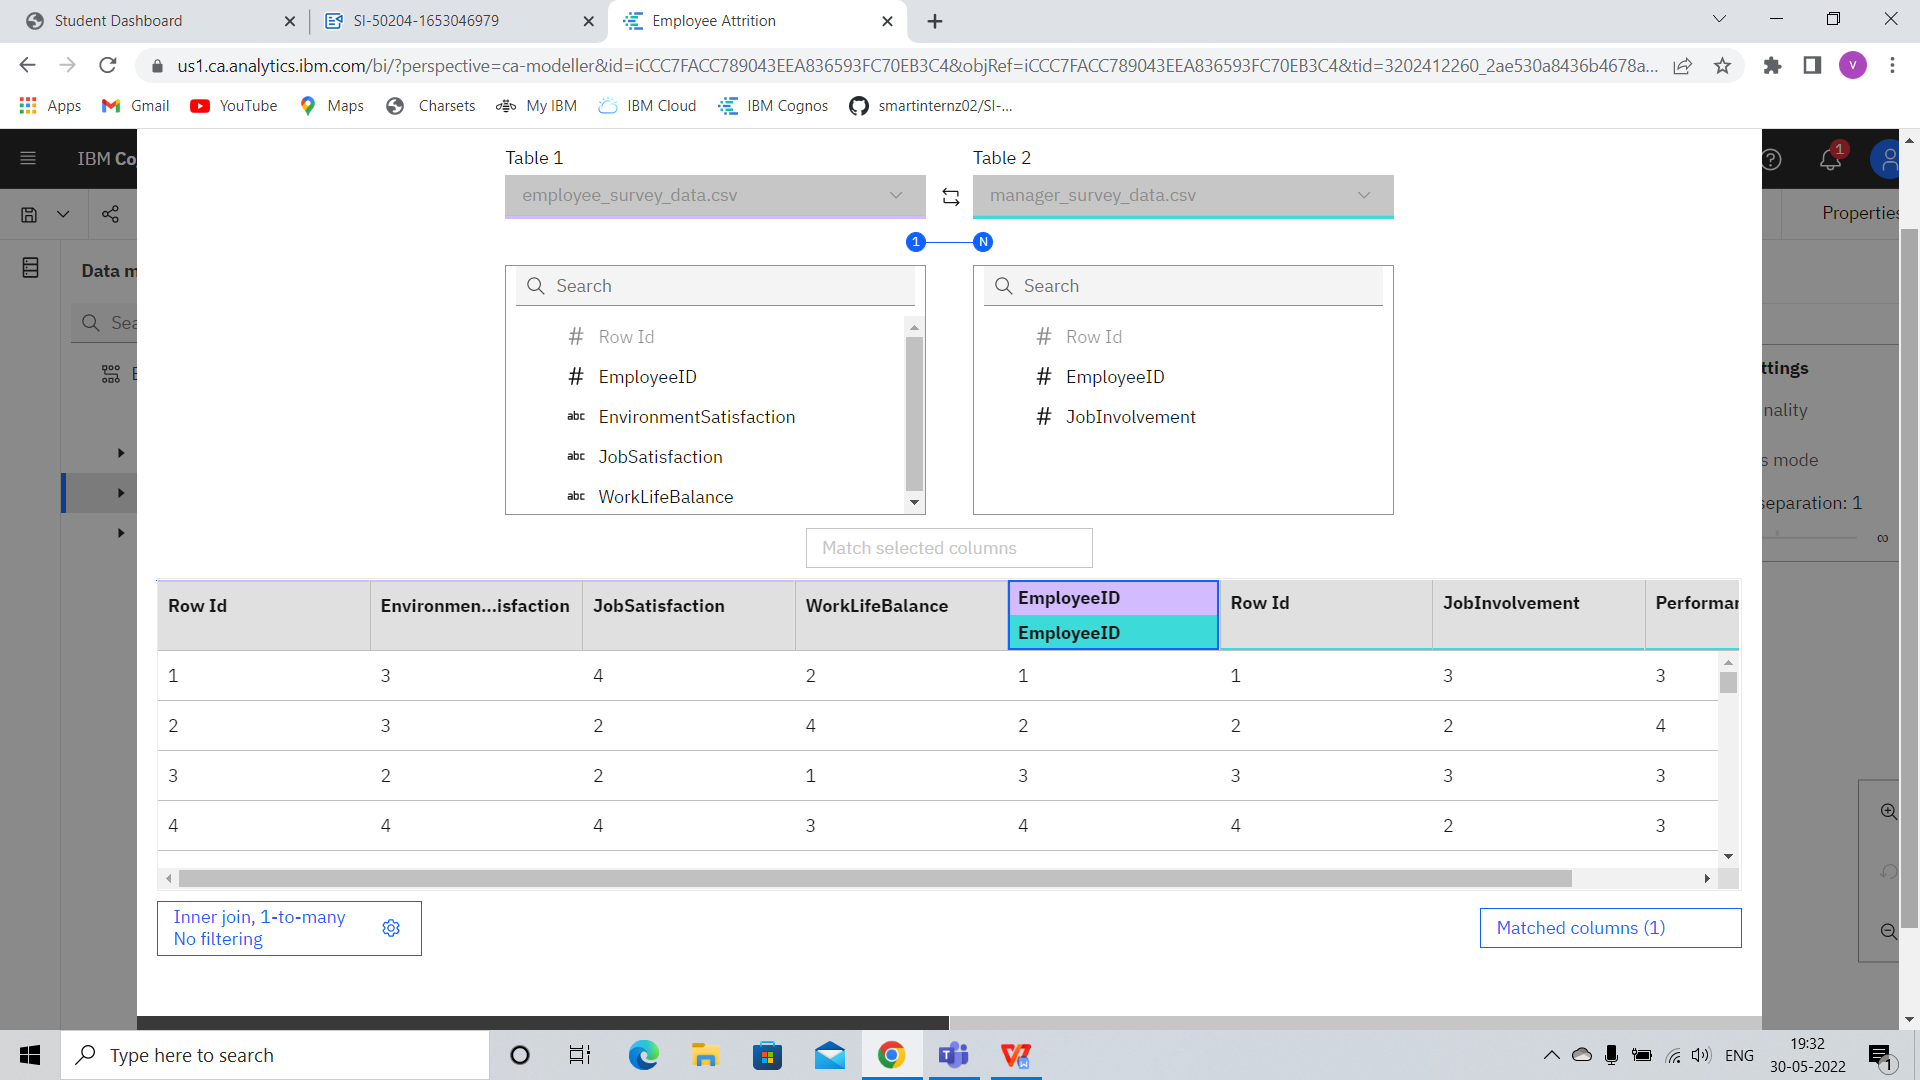 Student Dashboard
SI-50204-1653046979
Employee Attrition
us1.ca.analytics.ibm.com/bi/?perspective=ca-modeller&id=iCCC7FACC789043EEA836593FC70EB3C4&objRef=iCCC7FACC789043EEA836593FC70EB3C4&tid=3202412260_2ae530a8436b4678a...
V
Apps
Gmail
YouTube
Maps
Charsets
My IBM
IBM Cloud
IBM Cognos
smartinternz02/SI-...
IBM Co
1
Properties
Data m
Sea
Table 1
Table 2
employee_survey_data.csv
manager_survey_data.csv
1
N
Search
Search
# Row Id
# EmployeeID
abc EnvironmentSatisfaction
abc JobSatisfaction
abc WorkLifeBalance
# Row Id
# EmployeeID
# JobInvolvement
ttings
nality
s mode
separation: 1
∞
Match selected columns
Row Id Environmen...isfaction JobSatisfaction WorkLifeBalance EmployeeID Row Id JobInvolvement Performan
EmployeeID
1 3 4 2 1 1 3 3
2 3 2 4 2 2 2 4
3 2 2 1 3 3 3 3
4 4 4 3 4 4 2 3
Inner join, 1-to-many
No filtering
Matched columns (1)
Type here to search
ENG
19:32
30-05-2022
1